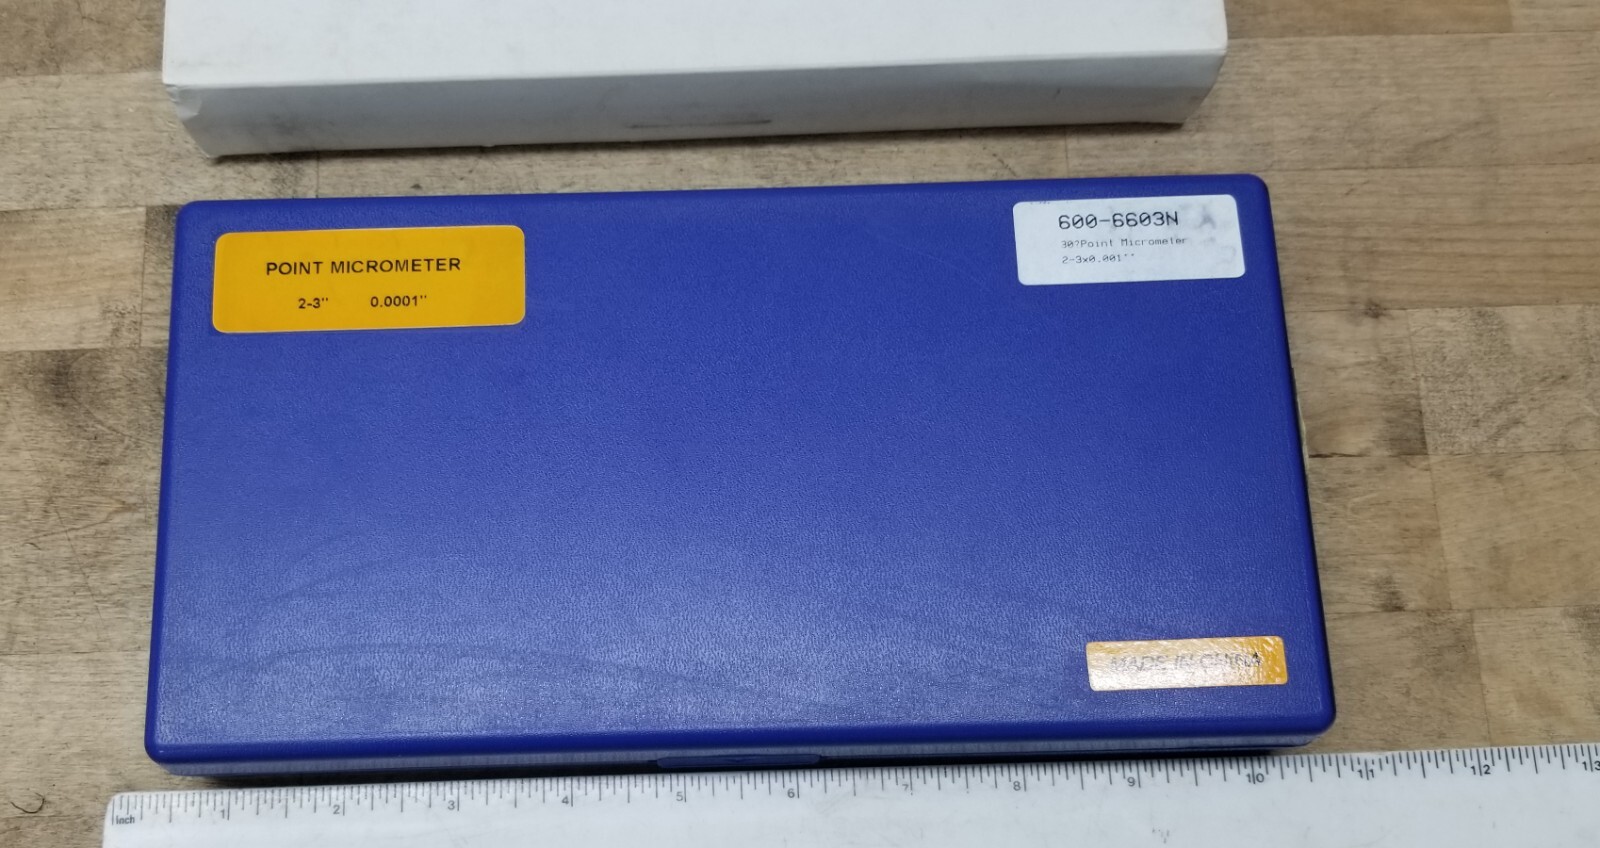 POINT MICROMETER
2-3" 0.0001"
600-6603N
30?Point Micrometer
2-3x0.001''
MADE IN CHINA
Inch 1 2 3 4 5 6 7 8 9 10 11 12 13